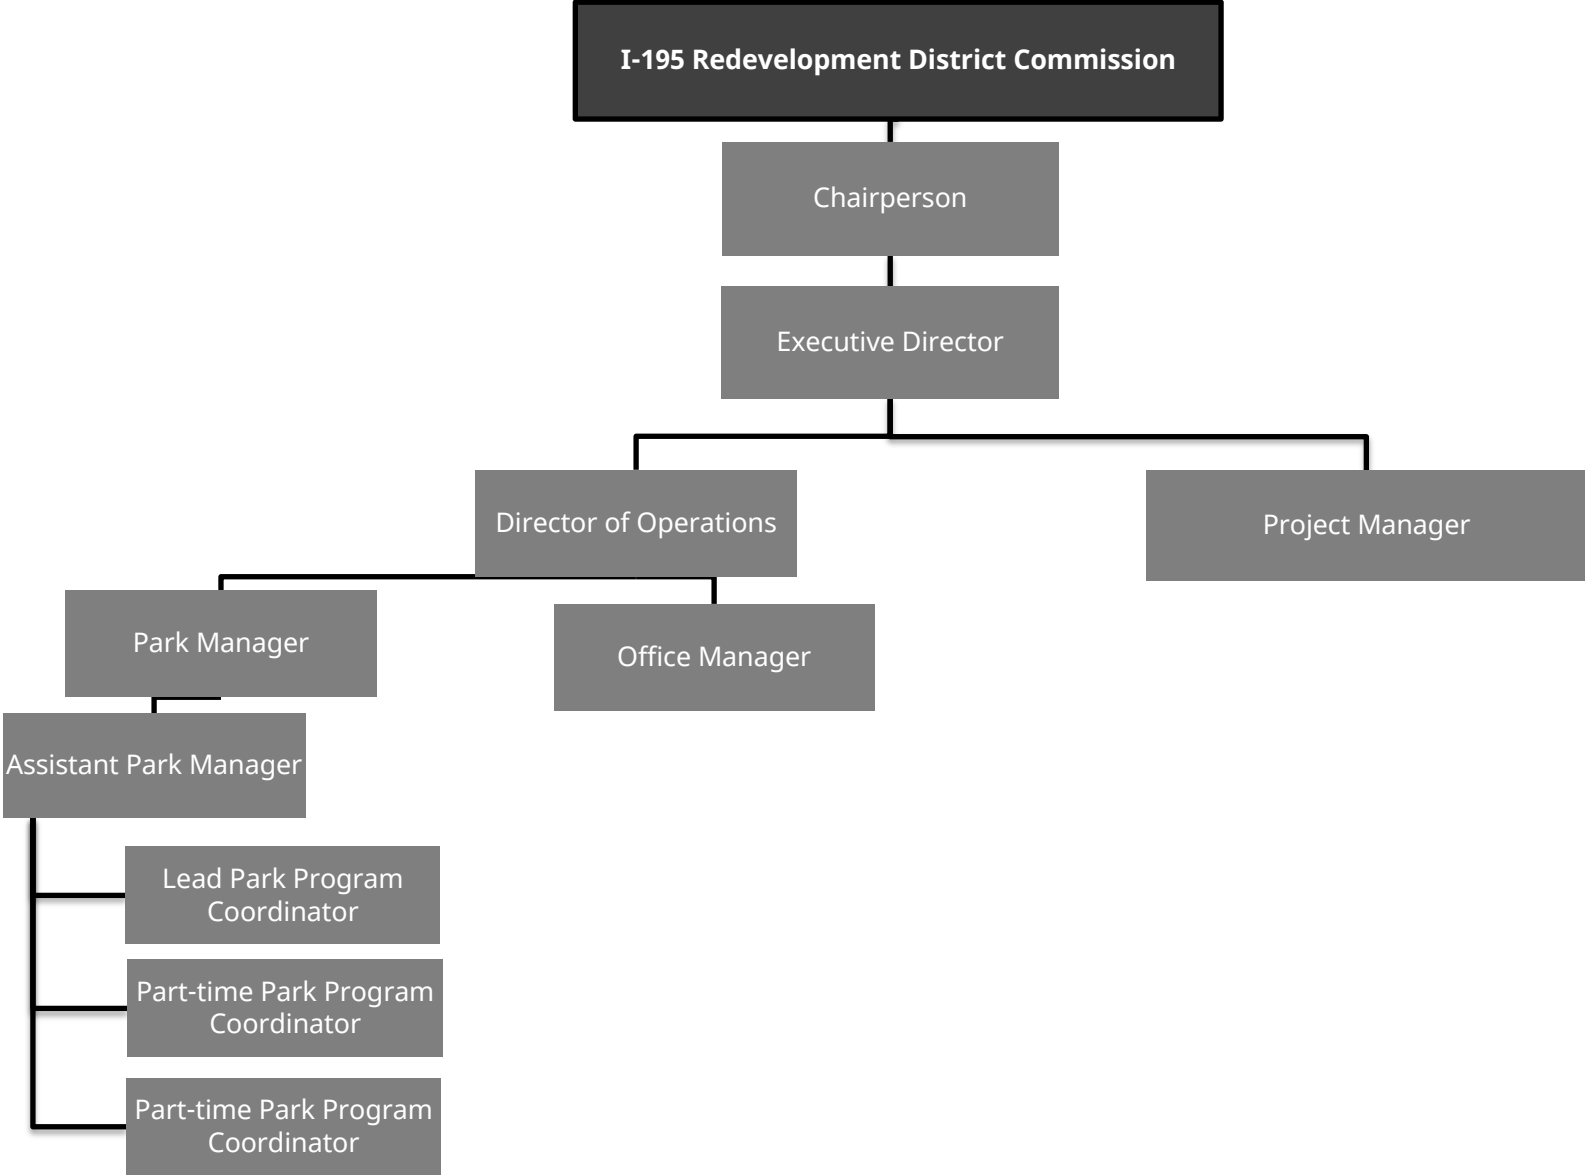 I-195 Redevelopment District Commission
Chairperson
Executive Director
Director of Operations
Project Manager
Park Manager
Office Manager
Assistant Park Manager
Lead Park Program
Coordinator
Part-time Park Program
Coordinator
Part-time Park Program
Coordinator